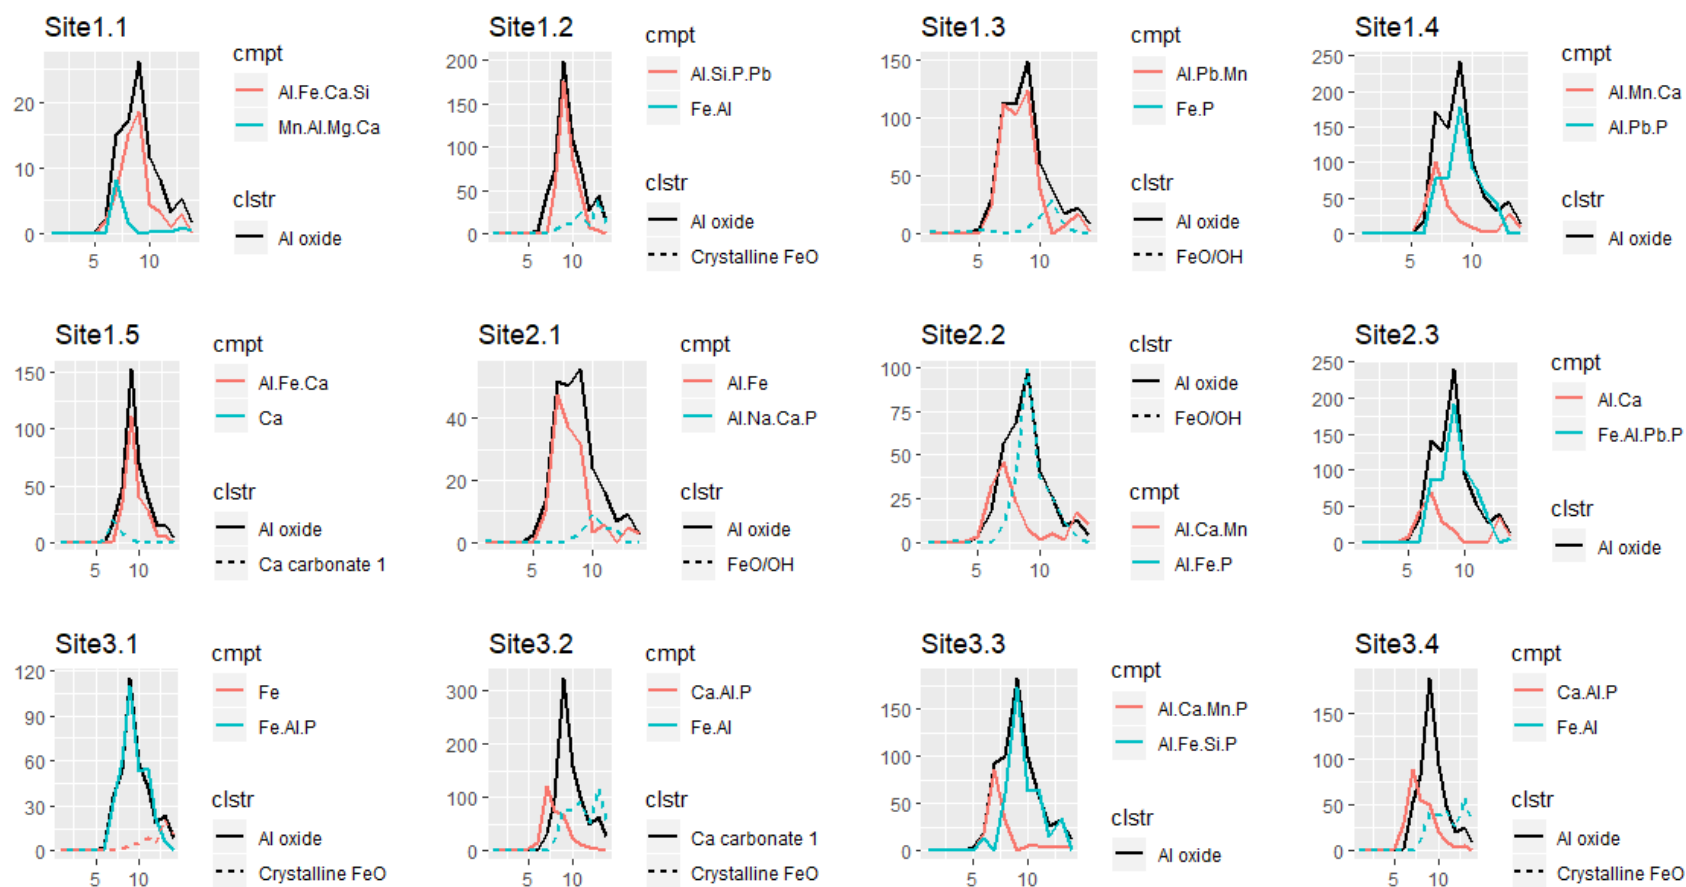 Site1.1
cmpt
Al.Fe.Ca.Si
Mn.Al.Mg.Ca
clstr
Al oxide
20
10
0
5 10
Site1.2
cmpt
Al.Si.P.Pb
Fe.Al
clstr
Al oxide
Crystalline FeO
200
150
100
50
0
5 10
Site1.3
cmpt
Al.Pb.Mn
Fe.P
clstr
Al oxide
FeO/OH
150
100
50
0
5 10
Site1.4
cmpt
Al.Mn.Ca
Al.Pb.P
clstr
Al oxide
250
200
150
100
50
0
5 10
Site1.5
cmpt
Al.Fe.Ca
Ca
clstr
Al oxide
Ca carbonate 1
150
100
50
0
5 10
Site2.1
cmpt
Al.Fe
Al.Na.Ca.P
clstr
Al oxide
FeO/OH
40
20
0
5 10
Site2.2
clstr
Al oxide
FeO/OH
cmpt
Al.Ca.Mn
Al.Fe.P
100
75
50
25
0
5 10
Site2.3
cmpt
Al.Ca
Fe.Al.Pb.P
clstr
Al oxide
250
200
150
100
50
0
5 10
Site3.1
cmpt
Fe
Fe.Al.P
clstr
Al oxide
Crystalline FeO
120
90
60
30
0
5 10
Site3.2
cmpt
Ca.Al.P
Fe.Al
clstr
Ca carbonate 1
Crystalline FeO
300
200
100
0
5 10
Site3.3
cmpt
Al.Ca.Mn.P
Al.Fe.Si.P
clstr
Al oxide
150
100
50
0
5 10
Site3.4
cmpt
Ca.Al.P
Fe.Al
clstr
Al oxide
Crystalline FeO
150
100
50
0
5 10